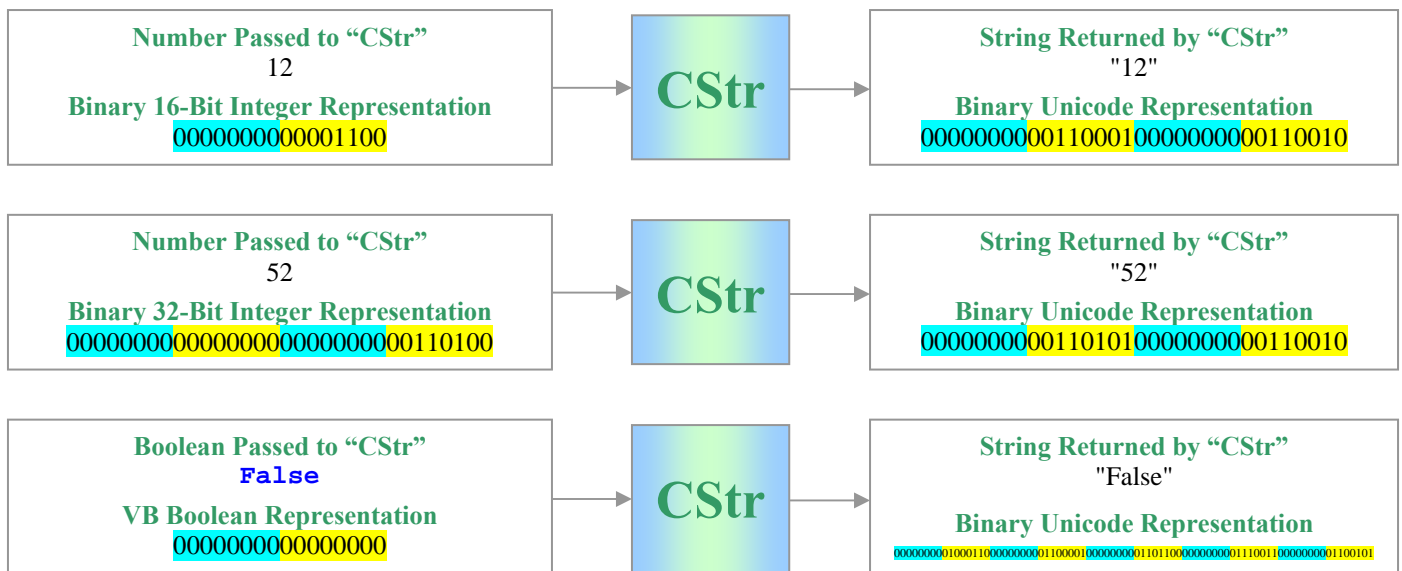 Number Passed to “CStr”
12
Binary 16-Bit Integer Representation
0000000000001100
CStr
String Returned by “CStr”
"12"
Binary Unicode Representation
00000000001100010000000000110010
Number Passed to “CStr”
52
Binary 32-Bit Integer Representation
00000000000000000000000000110100
CStr
String Returned by “CStr”
"52"
Binary Unicode Representation
00000000001101010000000000110010
Boolean Passed to “CStr”
False
VB Boolean Representation
0000000000000000
CStr
String Returned by “CStr”
"False"
Binary Unicode Representation
00000000010001100000000001100001000000000110110000000000011100110000000001100101